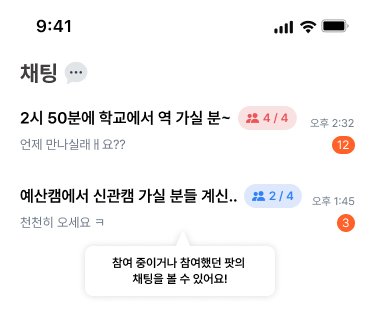 9:41
채팅
2시 50분에 학교에서 역 가실 분~ 4 / 4 오후 2:32
언제 만나실래ㅐ요?? 12
예산캠에서 신관캠 가실 분들 계신.. 2 / 4 오후 1:45
천천히 오세요 ㅋ 3
참여 중이거나 참여했던 팟의
채팅을 볼 수 있어요!